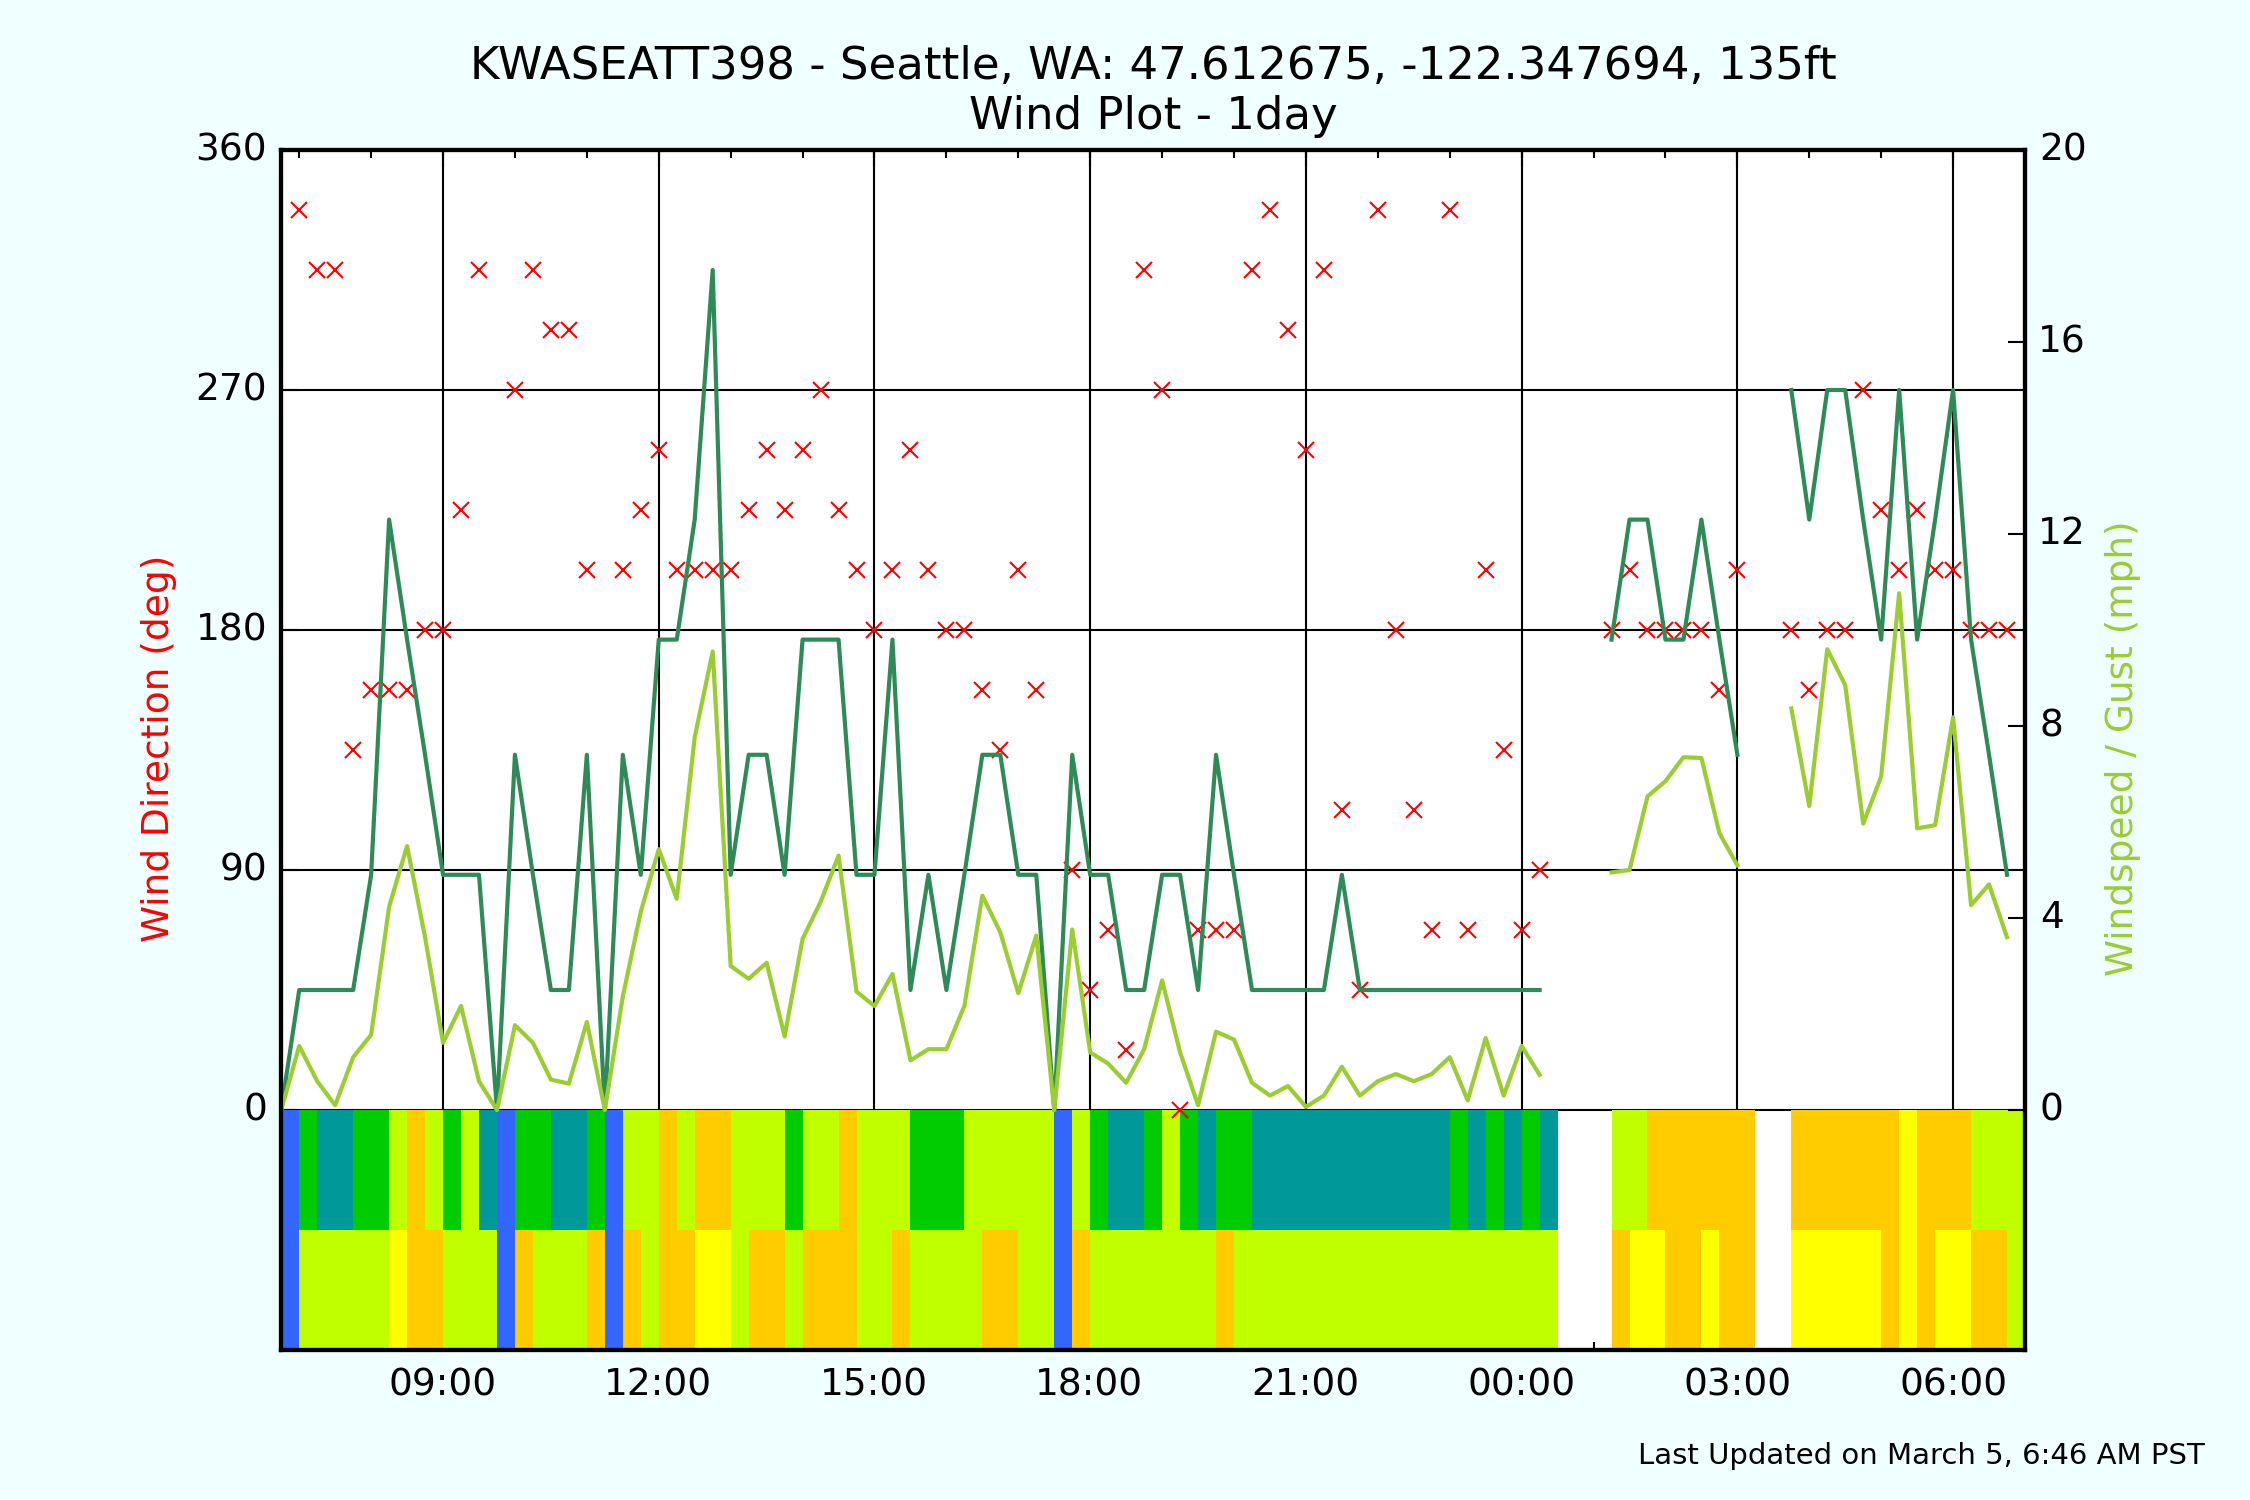 KWASEATT398 - Seattle, WA: 47.612675, -122.347694, 135ft
Wind Plot - 1day
360
270
180
90
0
Wind Direction (deg)
20
16
12
8
4
0
Windspeed / Gust (mph)
09:00 12:00 15:00 18:00 21:00 00:00 03:00 06:00
Last Updated on March 5, 6:46 AM PST